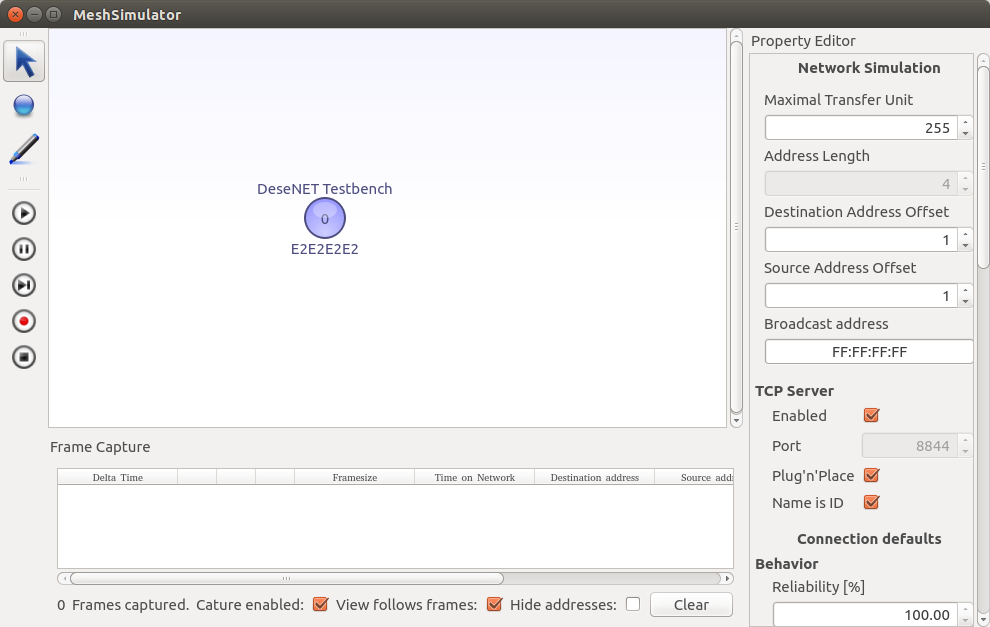 MeshSimulator
DeseNET Testbench
0
E2E2E2E2
Property Editor
Network Simulation
Maximal Transfer Unit
255
Address Length
4
Destination Address Offset
1
Source Address Offset
1
Broadcast address
FF:FF:FF:FF
TCP Server
Enabled
Port 8844
Plug'n'Place
Name is ID
Connection defaults
Behavior
Reliability [%]
100.00
Frame Capture
Delta Time Framesize Time on Network Destination address Source addr
0 Frames captured. Cature enabled: View follows frames: Hide addresses: Clear